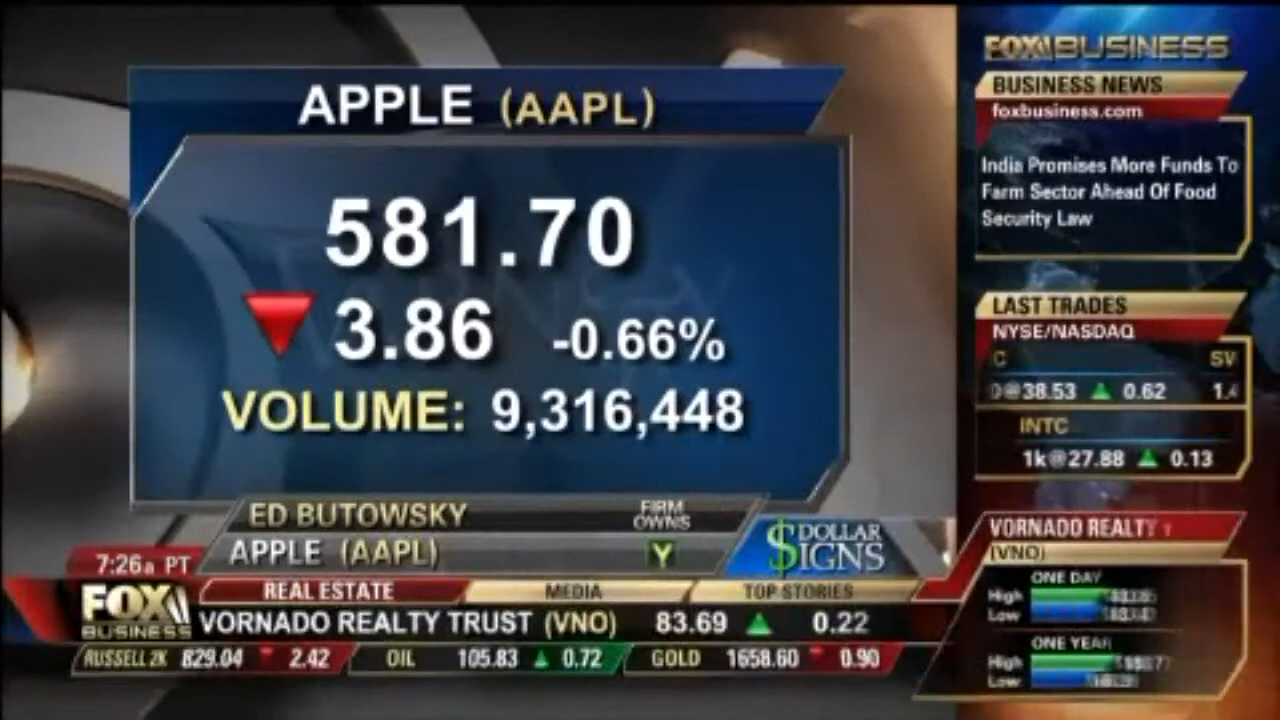 APPLE (AAPL)
581.70
3.86 -0.66%
VOLUME: 9,316,448
ED BUTOWSKY
FIRM
OWNS
APPLE (AAPL) Y
$ DOLLAR
SIGNS
7:26a PT
FOX
BUSINESS
REAL ESTATE MEDIA TOP STORIES
VORNADO REALTY TRUST (VNO) 83.69 0.22
RUSSELL 2K 829.04 2.42 OIL 105.83 0.72 GOLD 1658.60 0.90
FOX BUSINESS
BUSINESS NEWS
foxbusiness.com
India Promises More Funds To
Farm Sector Ahead Of Food
Security Law
LAST TRADES
NYSE/NASDAQ
C
@38.53 0.62
INTC
1k@27.88 0.13
VORNADO REALTY
(VNO)
ONE DAY
High
Low
ONE YEAR
High
Low